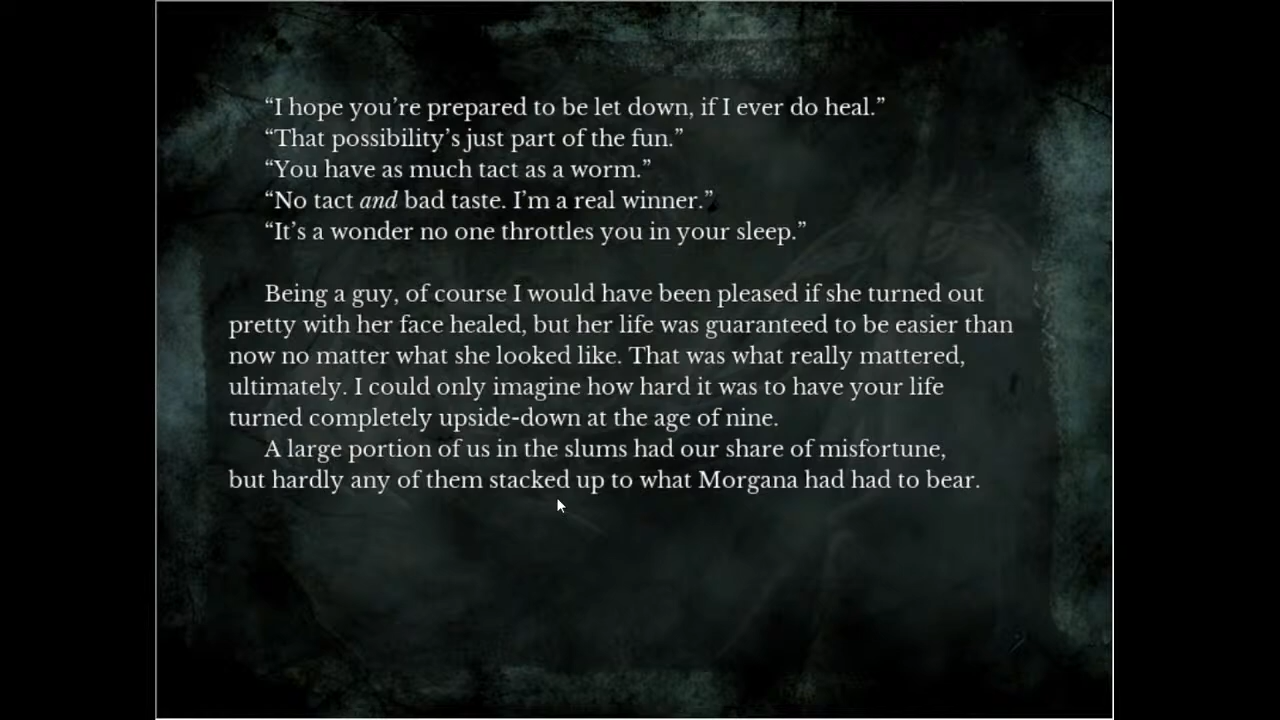 “I hope you’re prepared to be let down, if I ever do heal.”
“That possibility’s just part of the fun.”
“You have as much tact as a worm.”
“No tact and bad taste. I’m a real winner.”
“It’s a wonder no one throttles you in your sleep.”
Being a guy, of course I would have been pleased if she turned out
pretty with her face healed, but her life was guaranteed to be easier than
now no matter what she looked like. That was what really mattered,
ultimately. I could only imagine how hard it was to have your life
turned completely upside-down at the age of nine.
A large portion of us in the slums had our share of misfortune,
but hardly any of them stacked up to what Morgana had had to bear.